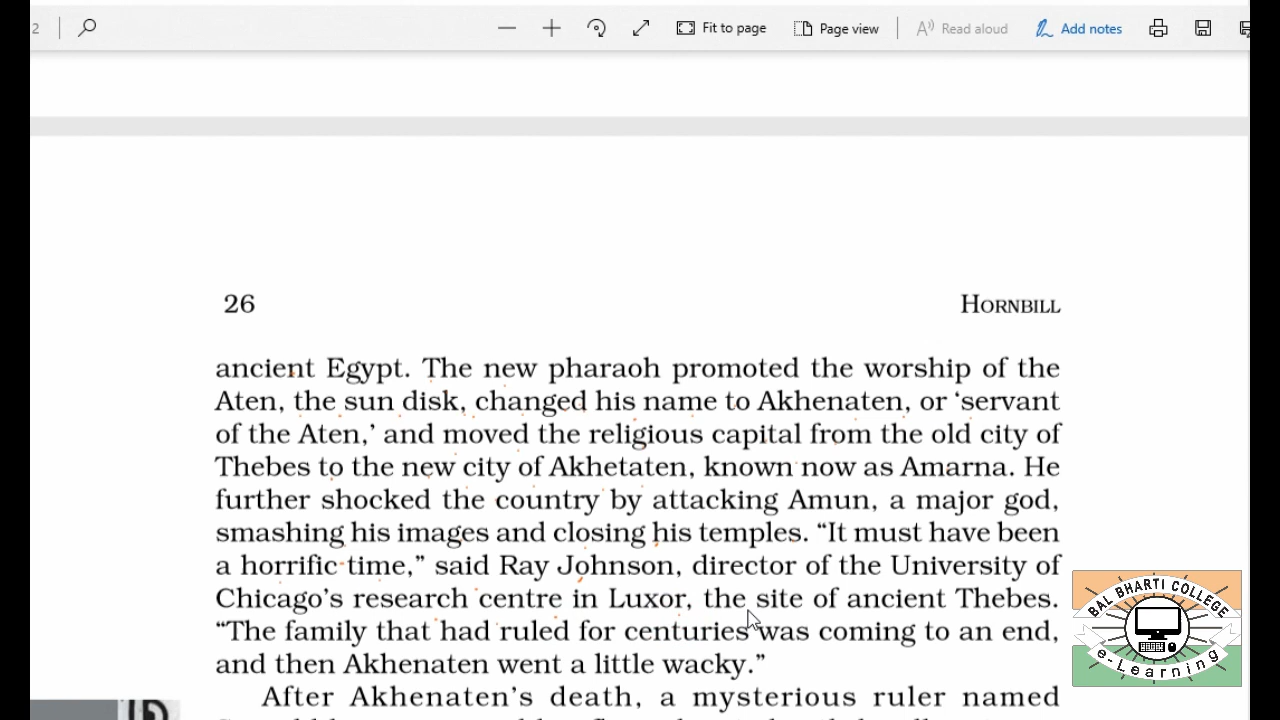 2
Fit to page
Page view
Read aloud
Add notes
26 HORNBILL
ancient Egypt. The new pharaoh promoted the worship of the
Aten, the sun disk, changed his name to Akhenaten, or ‘servant
of the Aten,’ and moved the religious capital from the old city of
Thebes to the new city of Akhetaten, known now as Amarna. He
further shocked the country by attacking Amun, a major god,
smashing his images and closing his temples. “It must have been
a horrific time,” said Ray Johnson, director of the University of
Chicago’s research centre in Luxor, the site of ancient Thebes.
“The family that had ruled for centuries was coming to an end,
and then Akhenaten went a little wacky.”
After Akhenaten’s death, a mysterious ruler named
BAL BHARTI COLLEGE
e-Learning